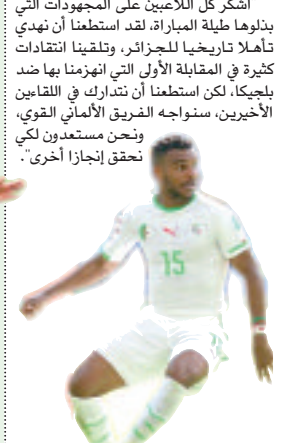 أشكر كل اللاعبين على المجهودات التي
بذلوها طيلة المباراة، لقد استطعنا أن نهدي
تأهلا تاريخيا للجزائر، وتلقينا انتقادات
كثيرة في المقابلة الأولى التي انهزمنا بها ضد
بلجيكا، لكن استطعنا أن نتدارك في اللقاءين
الأخيرين، سنواجه الفريق الألماني القوي،
ونحن مستعدون لكي
نحقق إنجازا أخرى".
15